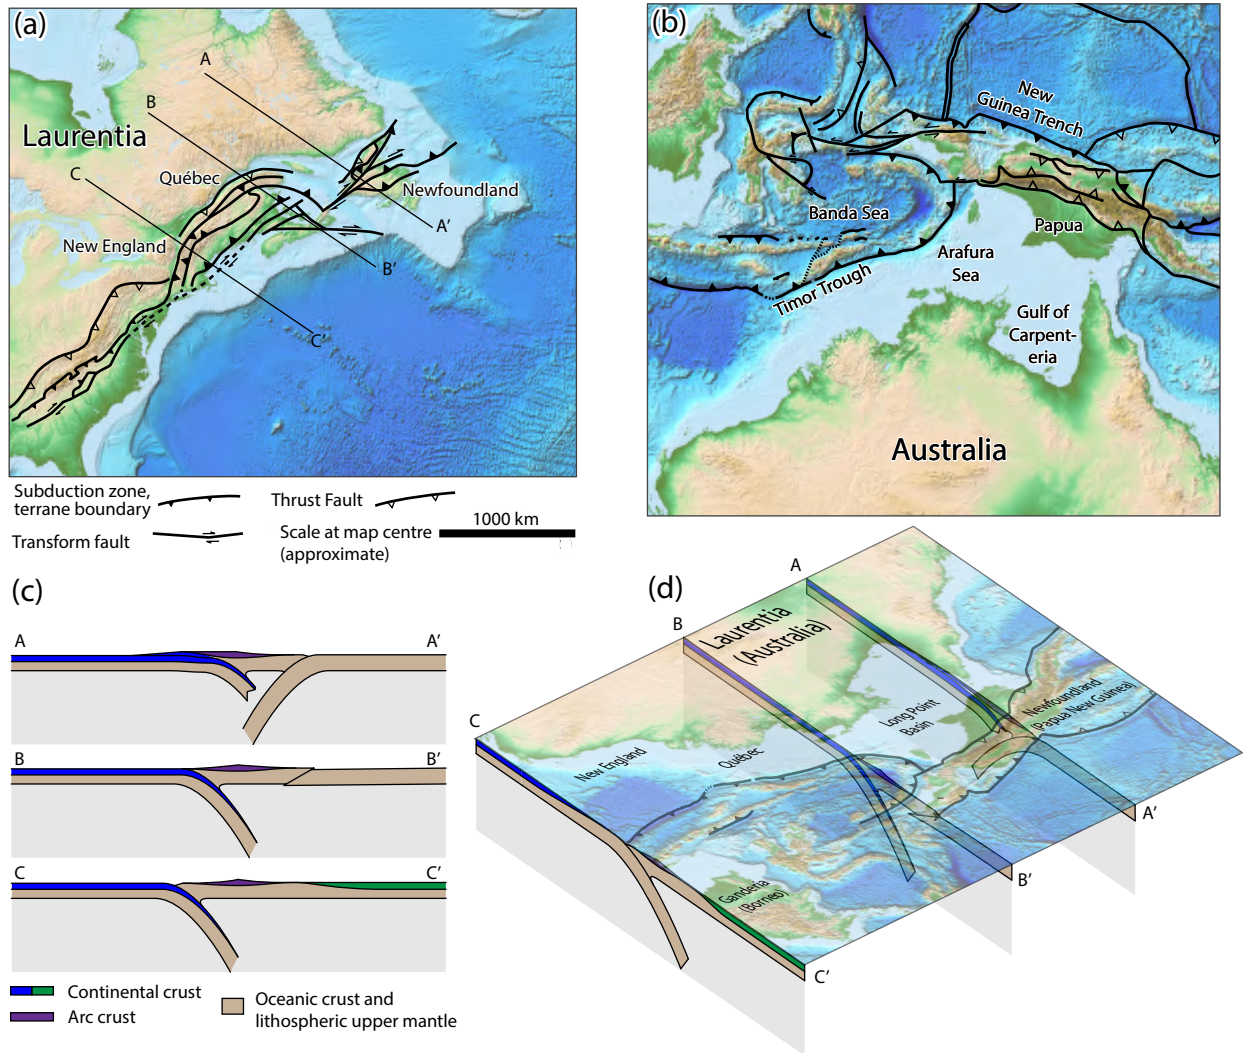 (a)
A
B
Laurentia
C
Québec
Newfoundland
New England
A′
B′
C′
(b)
New
Guinea Trench
Banda Sea
Papua
Arafura
Sea
Timor Trough
Gulf of
Carpent-
eria
Australia
Subduction zone,
terrane boundary
Thrust Fault
Transform fault
Scale at map centre
(approximate)
1000 km
(c)
A
A′
B
B′
C
C′
Continental crust
Arc crust
Oceanic crust and
lithospheric upper mantle
(d)
A
B
Laurentia
(Australia)
C
New England
Québec
Long Point
Basin
Newfoundland
(Papua New Guinea)
Ganderia
(Borneo)
A′
B′
C′